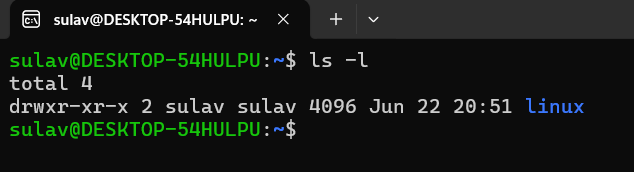 sulav@DESKTOP-54HULPU: ~
sulav@DESKTOP-54HULPU:~$ ls -l
total 4
drwxr-xr-x 2 sulav sulav 4096 Jun 22 20:51 linux
sulav@DESKTOP-54HULPU:~$